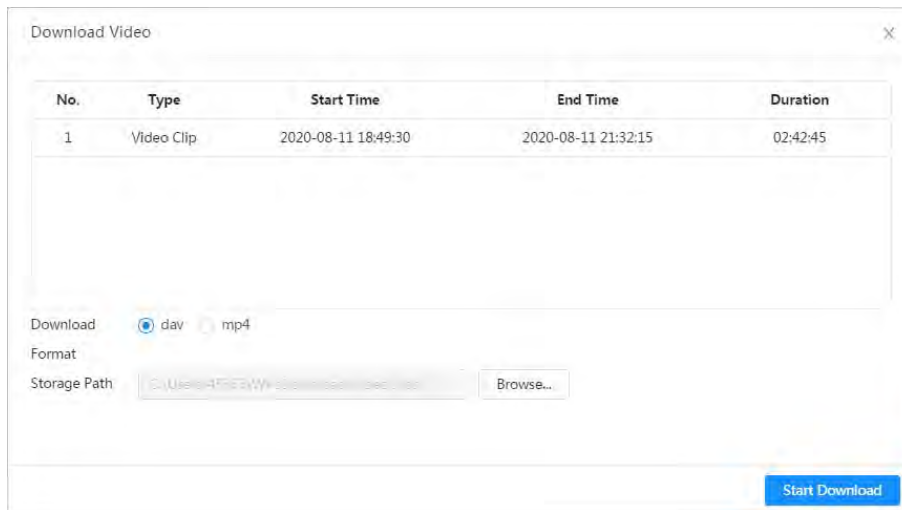 Download Video
No. Type Start Time End Time Duration
1 Video Clip 2020-08-11 18:49:30 2020-08-11 21:32:15 02:42:45
Download dav mp4
Format
Storage Path Browse...
Start Download